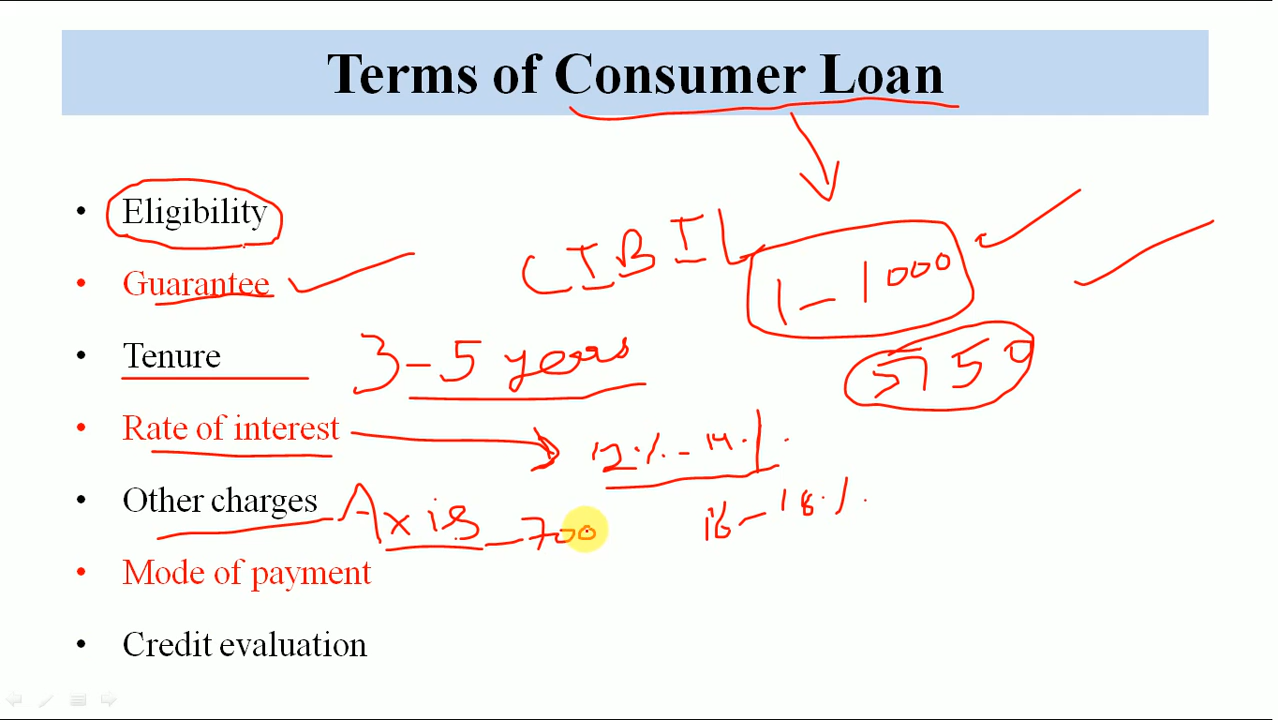 Terms of Consumer Loan
• Eligibility
CIBIL 1-1000
• Guarantee
• Tenure 3-5 years
750
• Rate of interest 12%-14%
16-18%
• Other charges Axis-700
• Mode of payment
• Credit evaluation